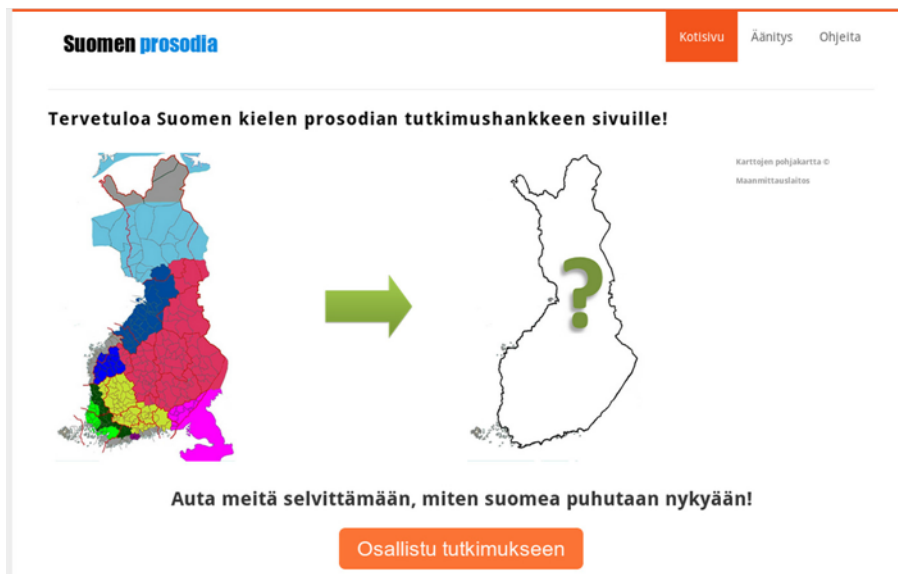 Suomen prosodia
Kotisivu
Äänitys
Ohjeita
Tervetuloa Suomen kielen prosodian tutkimushankkeen sivuille!
Karttojen pohjakartta ©
Maanmittauslaitos
?
Auta meitä selvittämään, miten suomea puhutaan nykyään!
Osallistu tutkimukseen